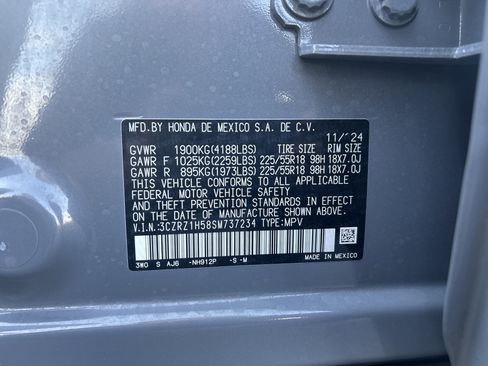 MFD.BY HONDA DE MEXICO S.A. DE C.V.
11/'24
GVWR 1900KG(4188LBS) TIRE SIZE RIM SIZE
GAWR F 1025KG(2259LBS) 225/55R18 98H 18X7.0J
GAWR R 895KG(1973LBS) 225/55R18 98H 18X7.0J
THIS VEHICLE CONFORMS TO ALL APPLICABLE
FEDERAL MOTOR VEHICLE SAFETY
AND THEFT PREVENTION STANDARDS IN EFFECT ON THE
DATE OF MANUFACTURE SHOWN ABOVE.
V.I.N.:3CZRZ1H58SM737234 TYPE:MPV
3W0 S AJ6 -NH912P -S-M
MADE IN MEXICO